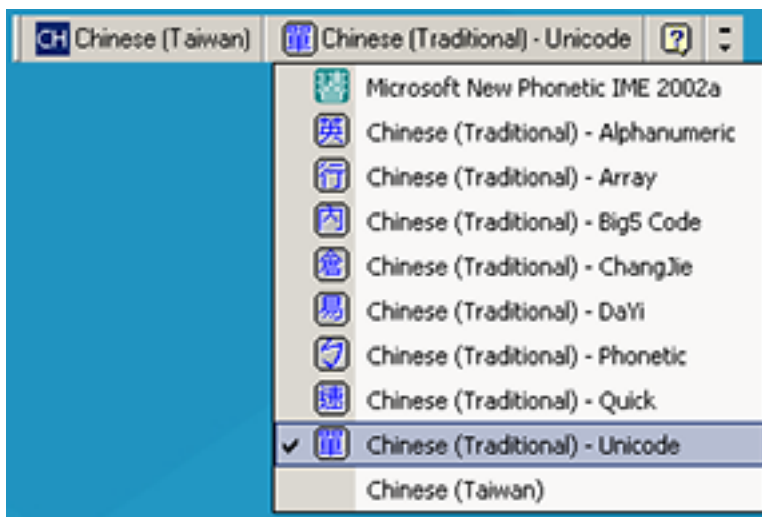 CH Chinese (Taiwan) 單 Chinese (Traditional) - Unicode ?
Microsoft New Phonetic IME 2002a
英 Chinese (Traditional) - Alphanumeric
行 Chinese (Traditional) - Array
內 Chinese (Traditional) - Big5 Code
倉 Chinese (Traditional) - ChangJie
易 Chinese (Traditional) - DaYi
Chinese (Traditional) - Phonetic
速 Chinese (Traditional) - Quick
單 Chinese (Traditional) - Unicode
Chinese (Taiwan)